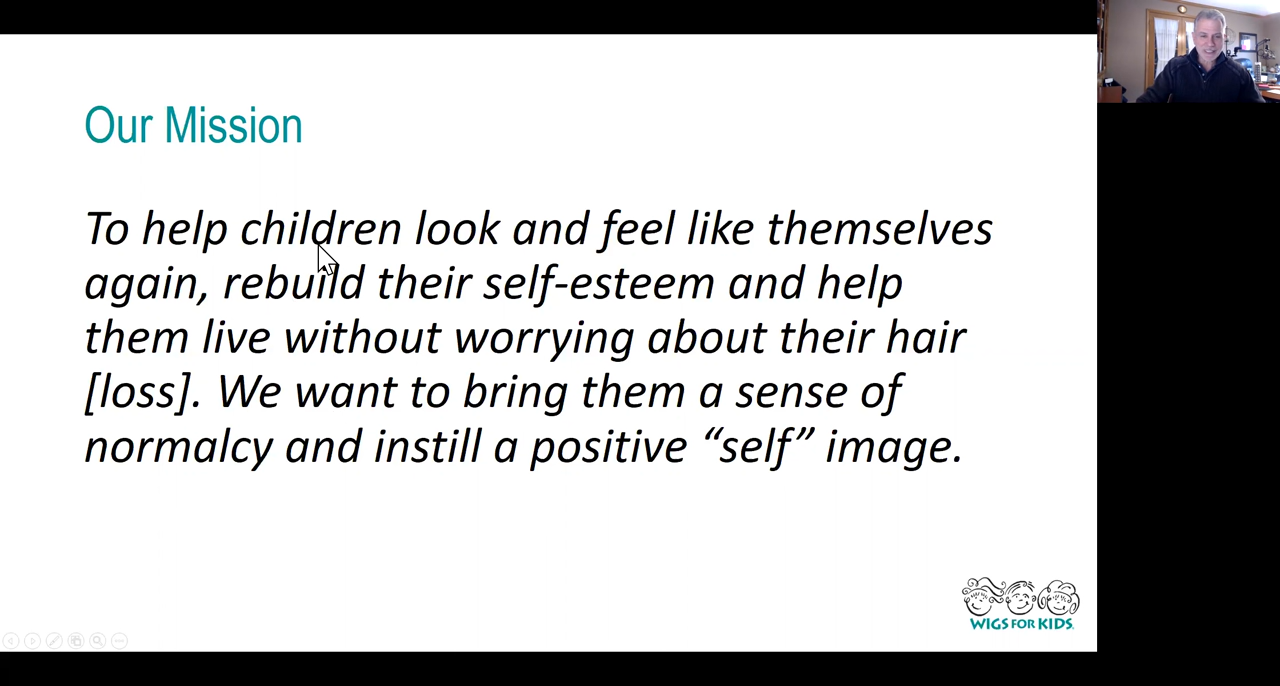 Our Mission
To help children look and feel like themselves
again, rebuild their self-esteem and help
them live without worrying about their hair
[loss]. We want to bring them a sense of
normalcy and instill a positive “self” image.
WIGS FOR KIDS